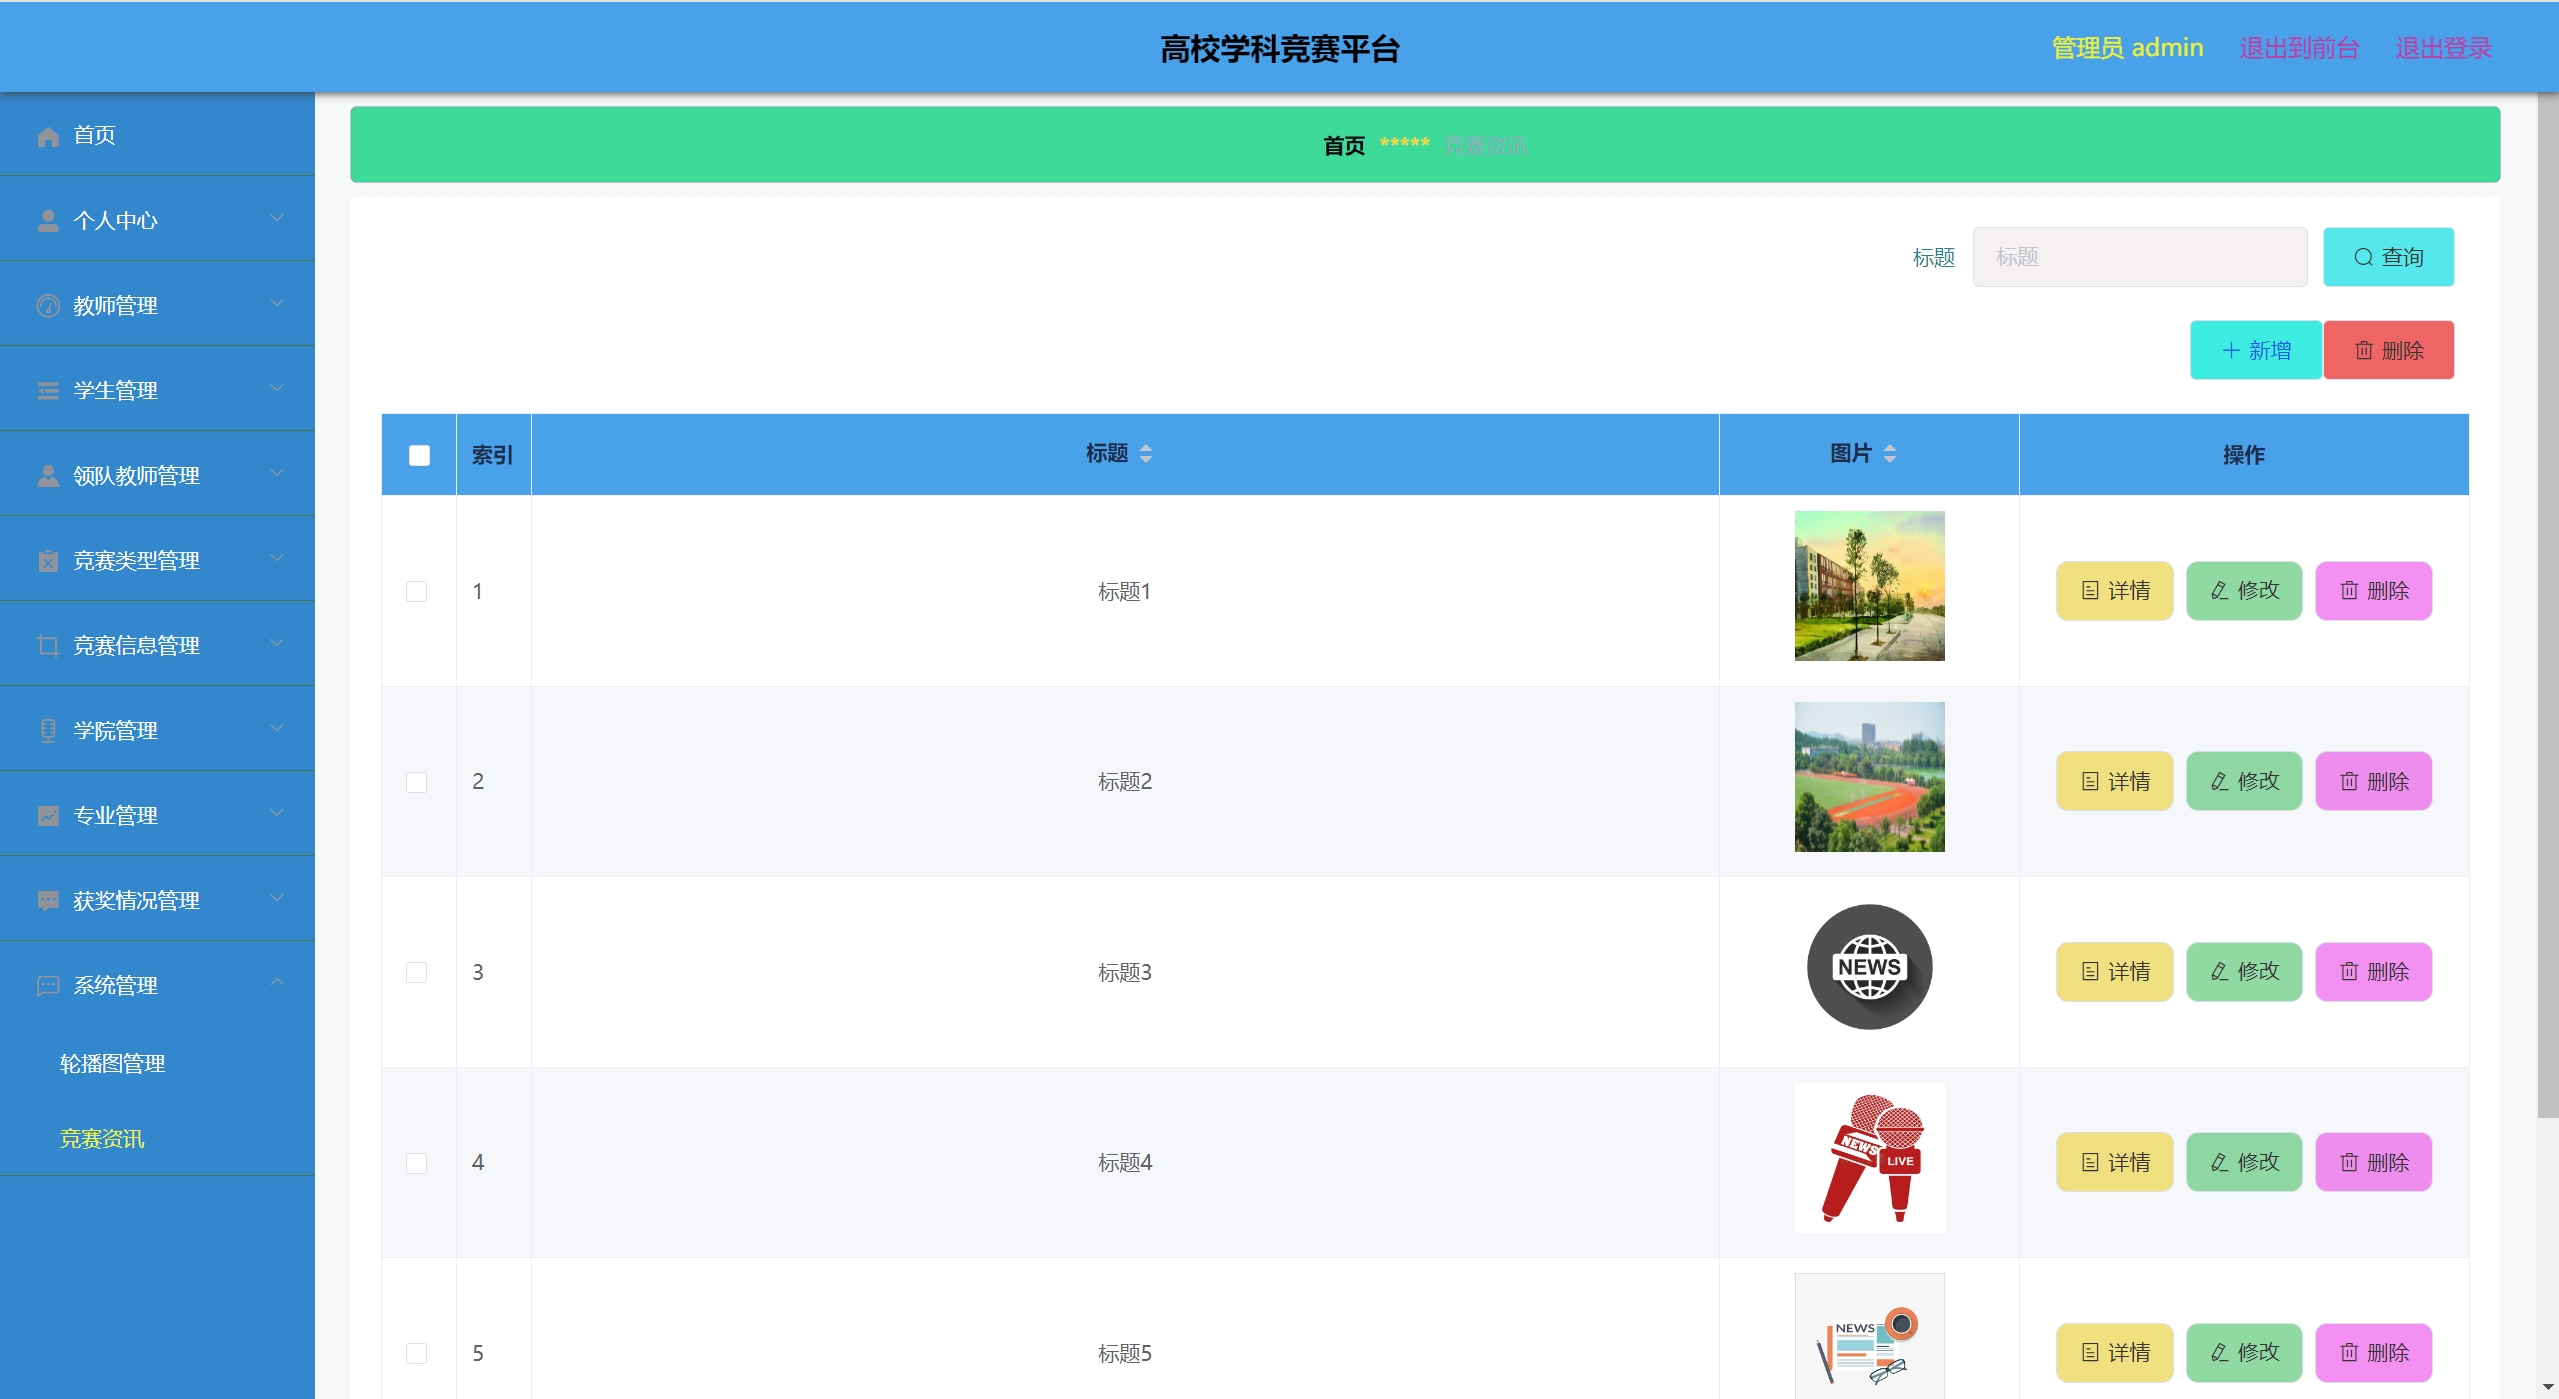 高校学科竞赛平台
管理员 admin 退出到前台 退出登录
首页
个人中心
教师管理
学生管理
领队教师管理
竞赛类型管理
竞赛信息管理
学院管理
专业管理
获奖情况管理
系统管理
轮播图管理
竞赛资讯
首页 ***** 竞赛资讯
标题 标题 查询
新增 删除
索引 标题 图片 操作
1 标题1 详情 修改 删除
2 标题2 详情 修改 删除
3 标题3 NEWS 详情 修改 删除
4 标题4 NEWS LIVE 详情 修改 删除
5 标题5 NEWS 详情 修改 删除